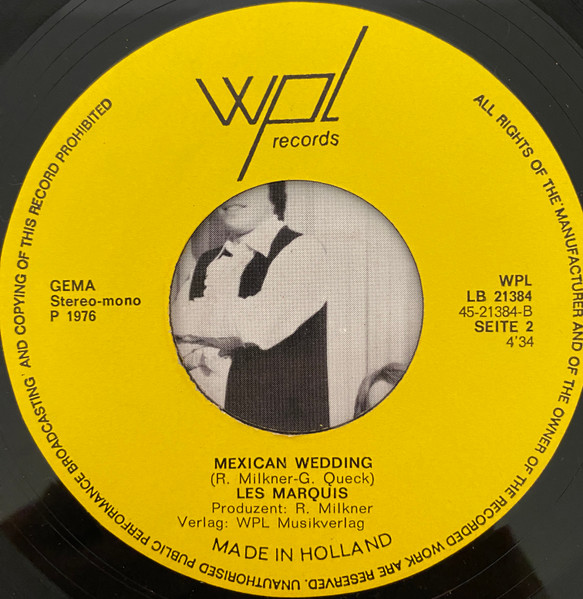 wpl
records
ALL RIGHTS OF THE MANUFACTURER AND OF THE OWNER OF THE RECORDED WORK ARE RESERVED. UNAUTHORISED PUBLIC PERFORMANCE BROADCASTING AND COPYING OF THIS RECORD PROHIBITED
GEMA
Stereo-mono
P 1976
WPL
LB 21384
45-21384-B
SEITE 2
4'34
MEXICAN WEDDING
(R. Milkner-G. Queck)
LES MARQUIS
Produzent: R. Milkner
Verlag: WPL Musikverlag
MADE IN HOLLAND